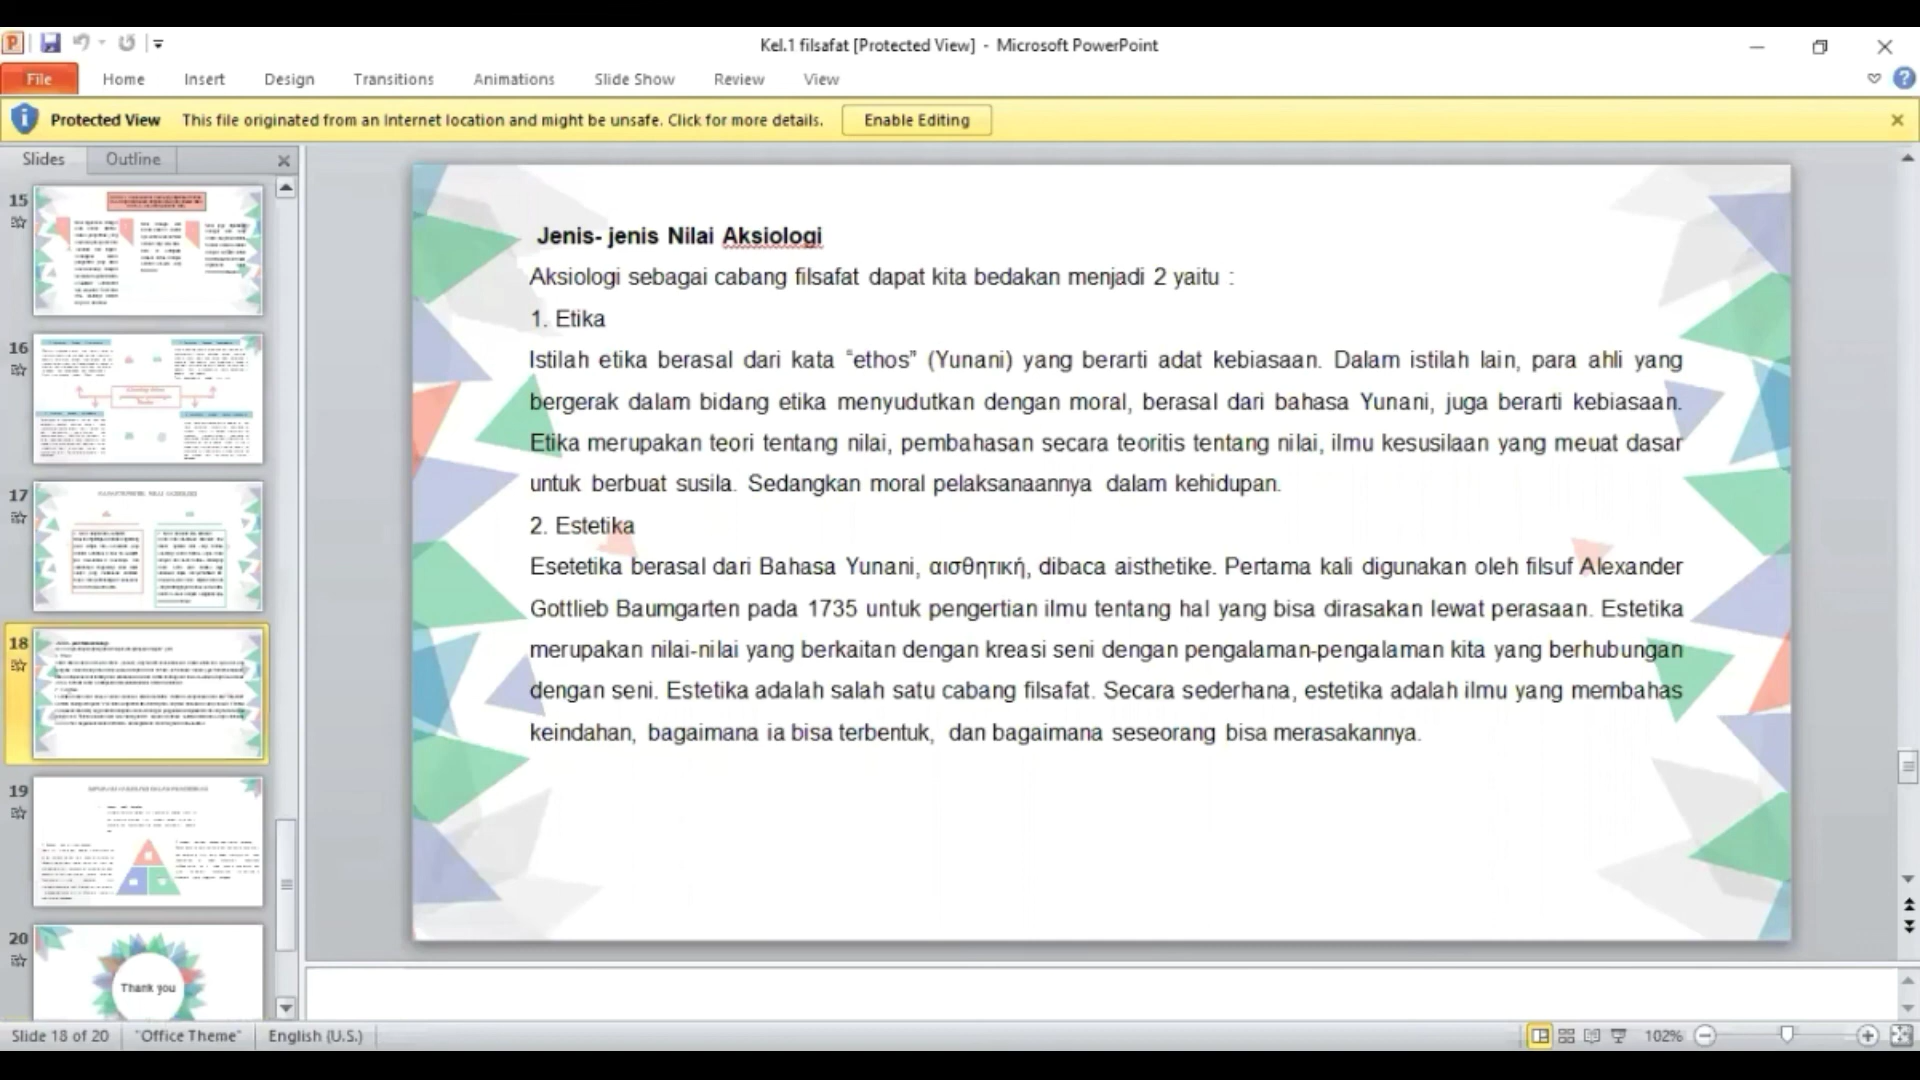 Kel.1 filsafat [Protected View] - Microsoft PowerPoint
File Home Insert Design Transitions Animations Slide Show Review View
Protected View This file originated from an Internet location and might be unsafe. Click for more details. Enable Editing
Slides Outline
15
16
17
18
19
20
Thank you
Jenis- jenis Nilai Aksiologi
Aksiologi sebagai cabang filsafat dapat kita bedakan menjadi 2 yaitu :
1. Etika
Istilah etika berasal dari kata “ethos” (Yunani) yang berarti adat kebiasaan. Dalam istilah lain, para ahli yang
bergerak dalam bidang etika menyudutkan dengan moral, berasal dari bahasa Yunani, juga berarti kebiasaan.
Etika merupakan teori tentang nilai, pembahasan secara teoritis tentang nilai, ilmu kesusilaan yang meuat dasar
untuk berbuat susila. Sedangkan moral pelaksanaannya dalam kehidupan.
2. Estetika
Esetetika berasal dari Bahasa Yunani, αισθητική, dibaca aisthetike. Pertama kali digunakan oleh filsuf Alexander
Gottlieb Baumgarten pada 1735 untuk pengertian ilmu tentang hal yang bisa dirasakan lewat perasaan. Estetika
merupakan nilai-nilai yang berkaitan dengan kreasi seni dengan pengalaman-pengalaman kita yang berhubungan
dengan seni. Estetika adalah salah satu cabang filsafat. Secara sederhana, estetika adalah ilmu yang membahas
keindahan, bagaimana ia bisa terbentuk, dan bagaimana seseorang bisa merasakannya.
Slide 18 of 20 "Office Theme" English (U.S.) 102%